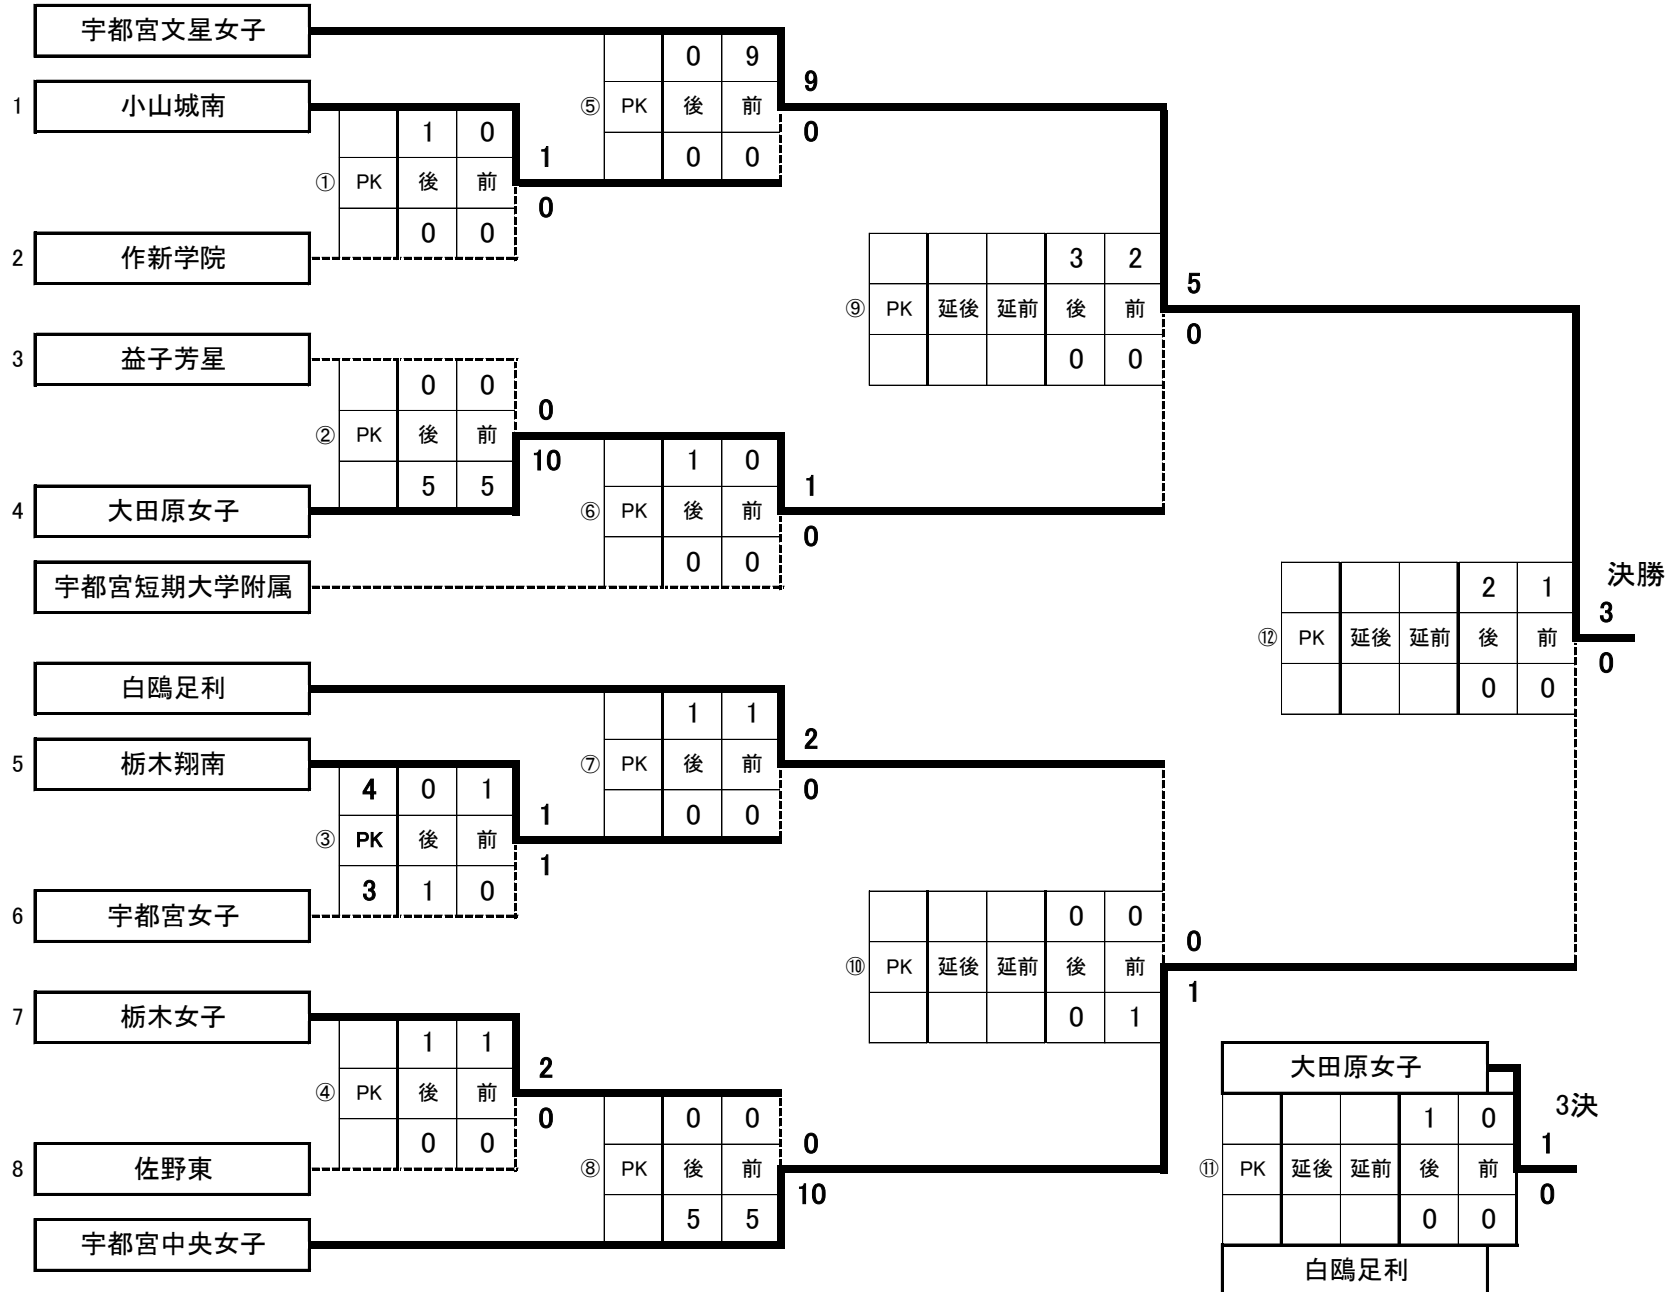 宇都宮文星女子
0 9
9
1 小山城南
⑤ PK 後 前
1 0
0
1
0 0
① PK 後 前
0
0 0
2 作新学院
3 2
5
3 益子芳星
⑨ PK 延後 延前 後 前
0
0 0
0 0
0
② PK 後 前
10
1 0
5 5
1
4 大田原女子
⑥ PK 後 前
0
0 0
宇都宮短期大学附属
決勝
2 1
3
⑫ PK 延後 延前 後 前
0
0 0
白鴎足利
1 1
2
5 栃木翔南
⑦ PK 後 前
4 0 1
0
1
0 0
③ PK 後 前
1
3 1 0
6 宇都宮女子
0 0
0
⑩ PK 延後 延前 後 前
1
0 1
7 栃木女子
1 1
2
④ PK 後 前
0
0 0
0 0
0
8 佐野東
⑧ PK 後 前
10
5 5
宇都宮中央女子
大田原女子
3決
1 0
1
⑪ PK 延後 延前 後 前
0
0 0
白鴎足利